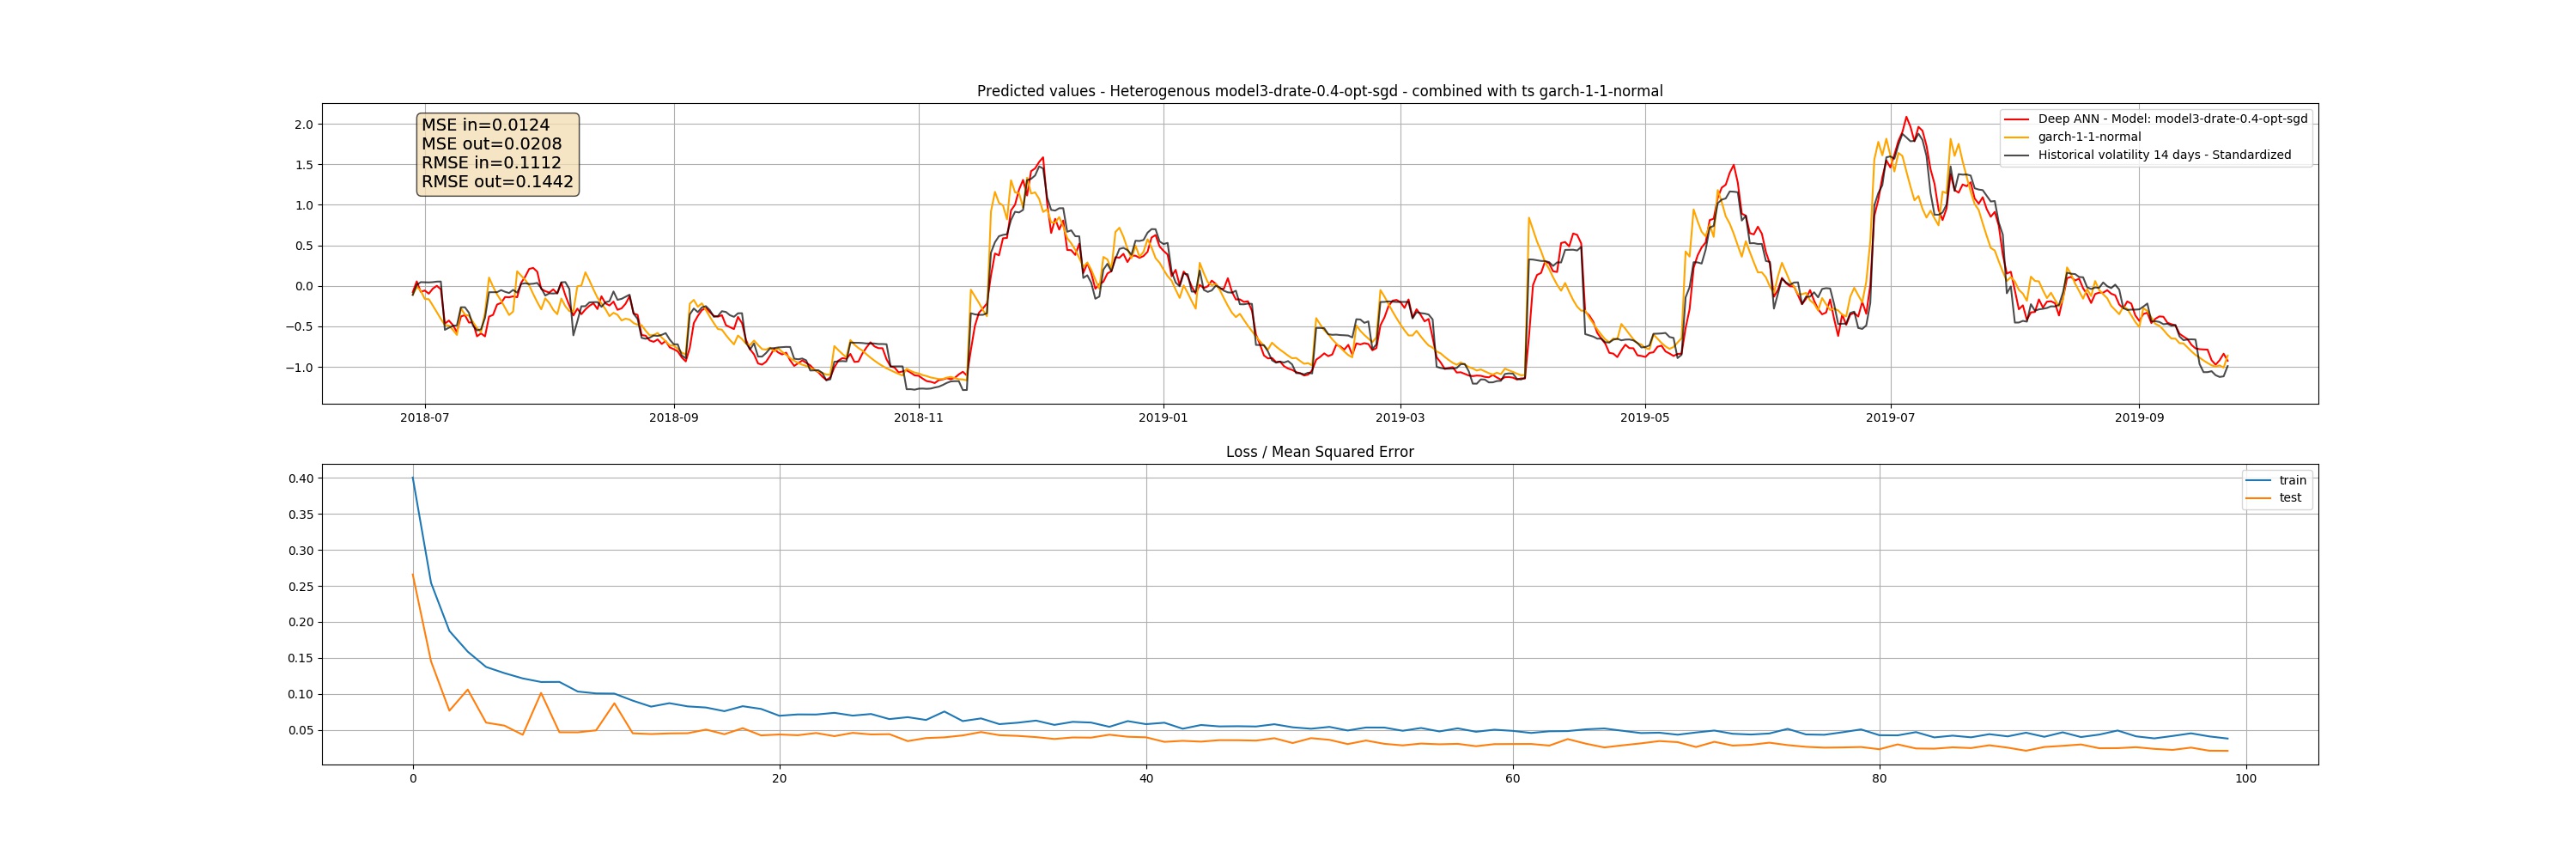 Predicted values - Heterogenous model3-drate-0.4-opt-sgd - combined with ts garch-1-1-normal
MSE in=0.0124
MSE out=0.0208
RMSE in=0.1112
RMSE out=0.1442
Deep ANN - Model: model3-drate-0.4-opt-sgd
garch-1-1-normal
Historical volatility 14 days - Standardized
2.0
1.5
1.0
0.5
0.0
−0.5
−1.0
2018-07 2018-09 2018-11 2019-01 2019-03 2019-05 2019-07 2019-09
Loss / Mean Squared Error
train
test
0.40
0.35
0.30
0.25
0.20
0.15
0.10
0.05
0 20 40 60 80 100